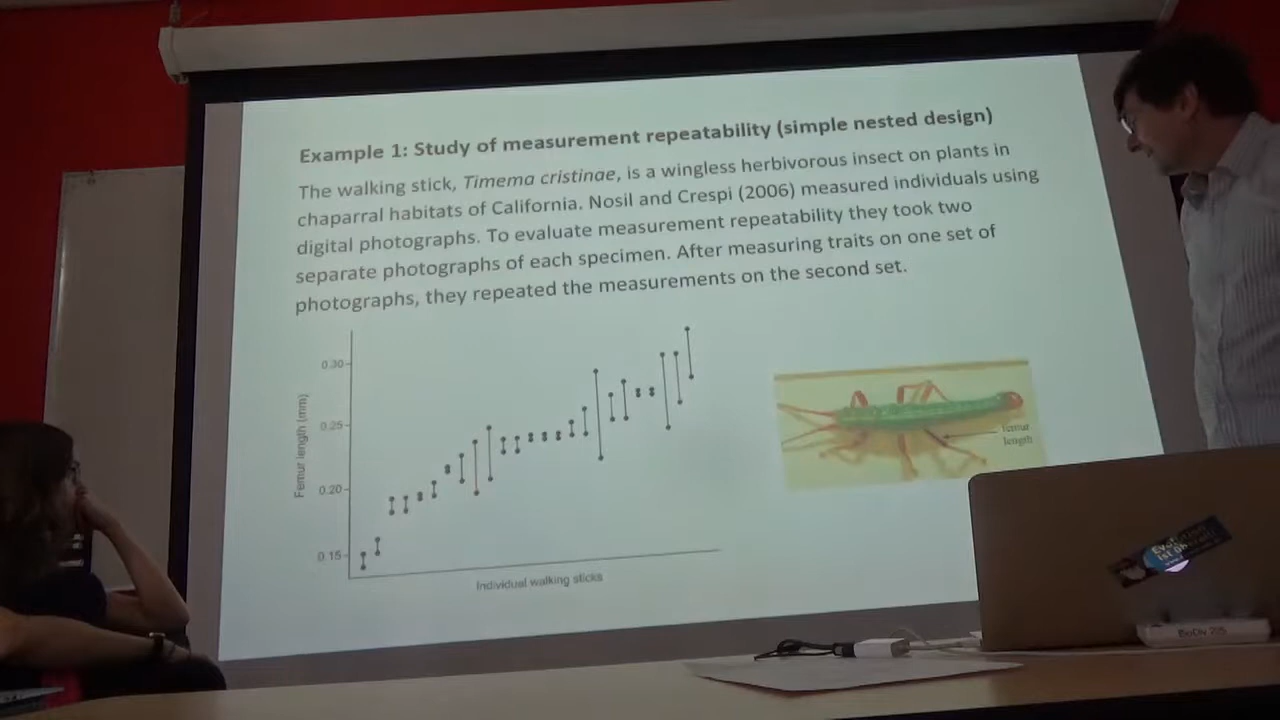 Example 1: Study of measurement repeatability (simple nested design)
The walking stick, Timema cristinae, is a wingless herbivorous insect on plants in
chaparral habitats of California. Nosil and Crespi (2006) measured individuals using
digital photographs. To evaluate measurement repeatability they took two
separate photographs of each specimen. After measuring traits on one set of
photographs, they repeated the measurements on the second set.
0.30
0.25
0.20
0.15
Femur length (mm)
Individual walking sticks
femur
length
BioDiv 205